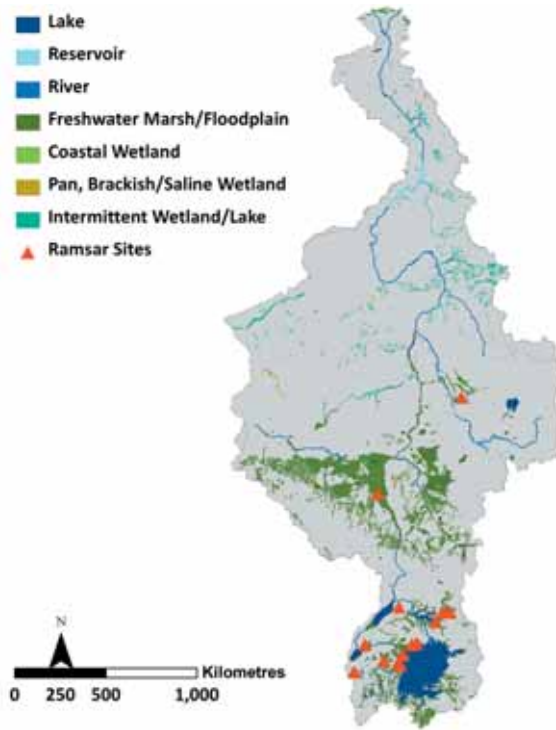 Lake
Reservoir
River
Freshwater Marsh/Floodplain
Coastal Wetland
Pan, Brackish/Saline Wetland
Intermittent Wetland/Lake
Ramsar Sites
N
Kilometres
0 250 500 1,000